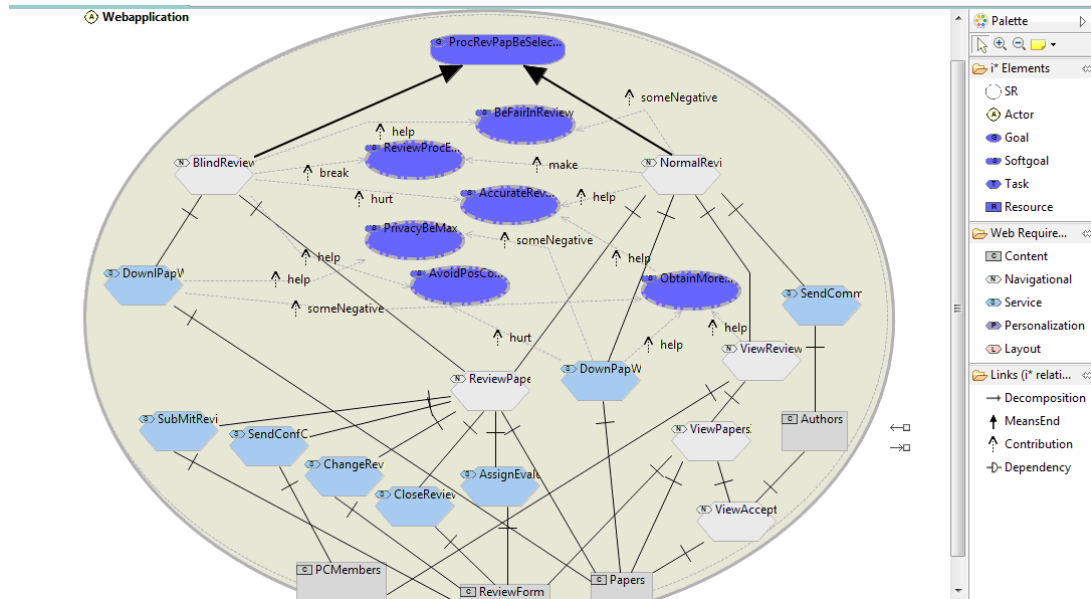 Webapplication
ProcRevPapBeSelec...
someNegative
BeFairInReview
help
BlindReview
ReviewProcE...
NormalRevi
break
make
hurt
AccurateRev...
help
PrivacyBeMax
someNegative
DownlPapW
help
help
AvoidPosCo...
help
ObtainMore...
SendComm
someNegative
hurt
help
help
ViewReview
ReviewPape
DownPapW
SubMitRevi
SendConfC
ViewPapers
Authors
ChangeRev
AssignEvalu
CloseReview
ViewAccept
PCMembers
ReviewForm
Papers
Palette
i* Elements
SR
Actor
Goal
Softgoal
Task
Resource
Web Require...
Content
Navigational
Service
Personalization
Layout
Links (i* relati...
Decomposition
MeansEnd
Contribution
Dependency